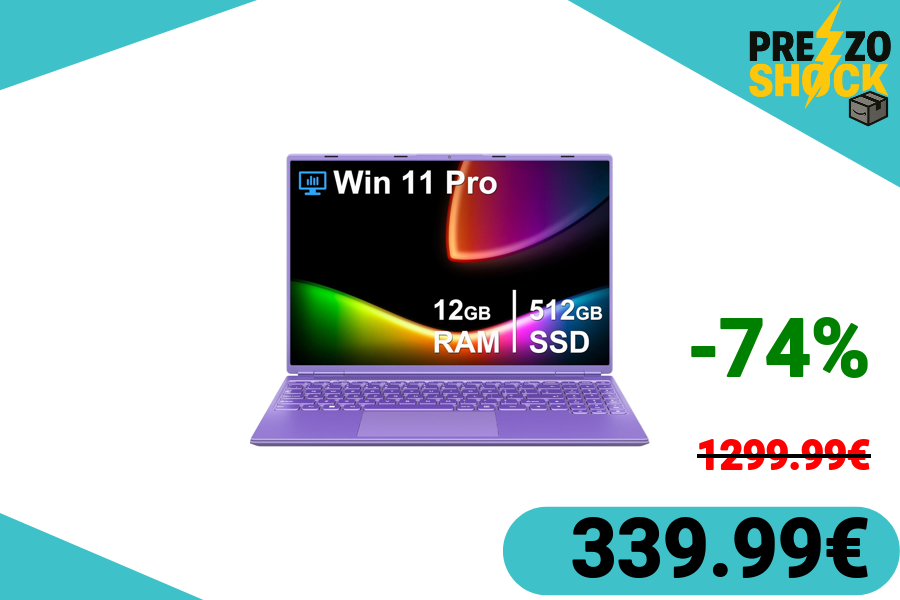 PREZZO
SHOCK
Win 11 Pro
12GB
RAM
512GB
SSD
-74%
1299.99€
339.99€